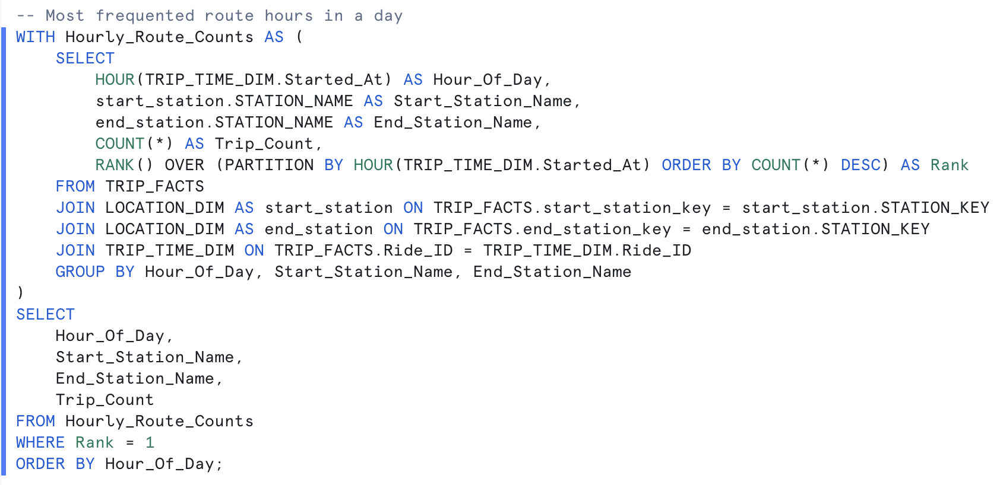 -- Most frequented route hours in a day
WITH Hourly_Route_Counts AS (
    SELECT
        HOUR(TRIP_TIME_DIM.Started_At) AS Hour_Of_Day,
        start_station.STATION_NAME AS Start_Station_Name,
        end_station.STATION_NAME AS End_Station_Name,
        COUNT(*) AS Trip_Count,
        RANK() OVER (PARTITION BY HOUR(TRIP_TIME_DIM.Started_At) ORDER BY COUNT(*) DESC) AS Rank
    FROM TRIP_FACTS
    JOIN LOCATION_DIM AS start_station ON TRIP_FACTS.start_station_key = start_station.STATION_KEY
    JOIN LOCATION_DIM AS end_station ON TRIP_FACTS.end_station_key = end_station.STATION_KEY
    JOIN TRIP_TIME_DIM ON TRIP_FACTS.Ride_ID = TRIP_TIME_DIM.Ride_ID
    GROUP BY Hour_Of_Day, Start_Station_Name, End_Station_Name
)
SELECT
    Hour_Of_Day,
    Start_Station_Name,
    End_Station_Name,
    Trip_Count
FROM Hourly_Route_Counts
WHERE Rank = 1
ORDER BY Hour_Of_Day;